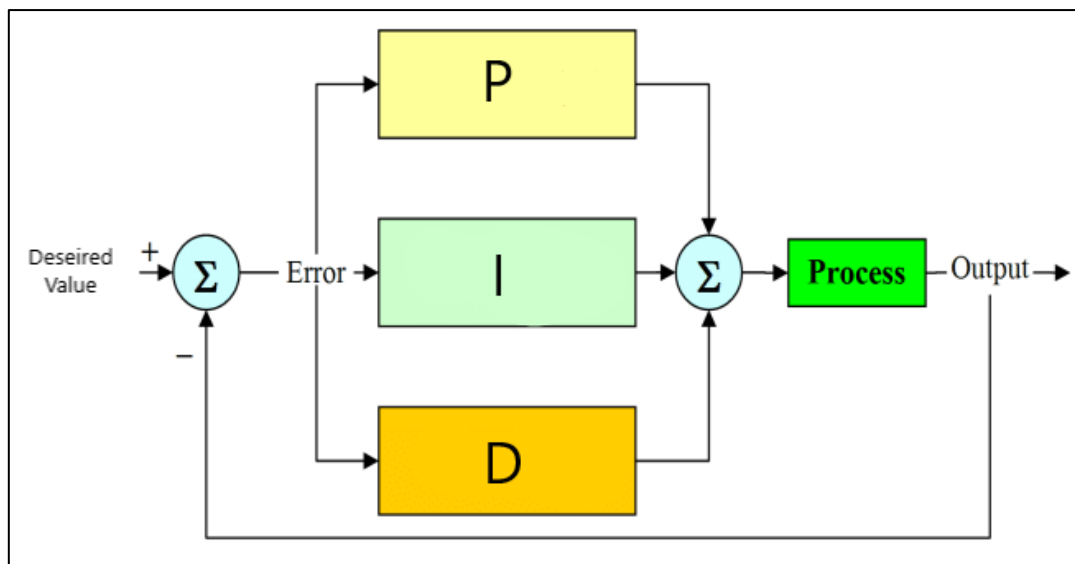 P
Deseired
Value
+
Σ
−
Error
I
Σ
Process
Output
D